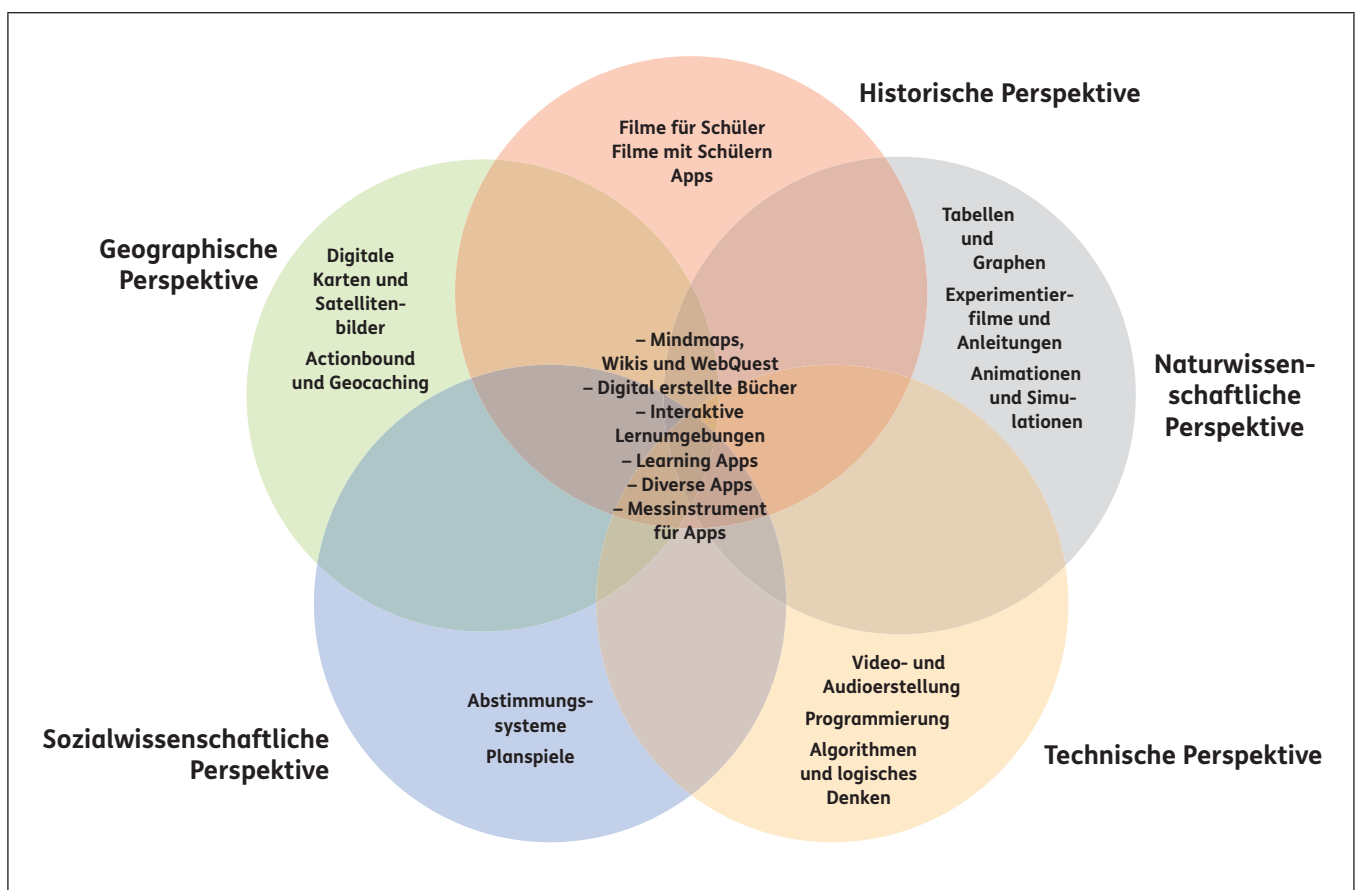 Historische Perspektive
Filme für Schüler
Filme mit Schülern
Apps
Geographische
Perspektive
Digitale
Karten und
Satelliten-
bilder
Actionbound
und Geocaching
Tabellen
und
Graphen
Experimentier-
filme und
Anleitungen
Animationen
und Simu-
lationen
Naturwissen-
schaftliche
Perspektive
– Mindmaps,
Wikis und WebQuest
– Digital erstellte Bücher
– Interaktive
Lernumgebungen
– Learning Apps
– Diverse Apps
– Messinstrument
für Apps
Sozialwissenschaftliche
Perspektive
Abstimmungs-
systeme
Planspiele
Video- und
Audioerstellung
Programmierung
Algorithmen
und logisches
Denken
Technische Perspektive